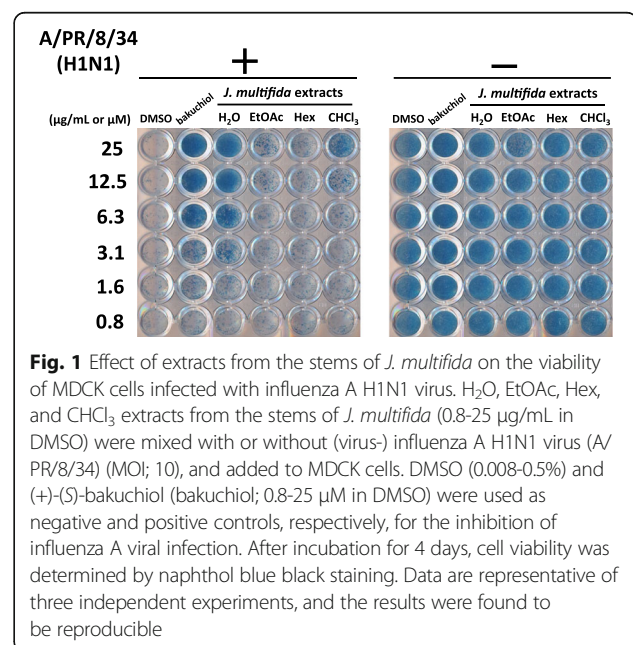 A/PR/8/34
(H1N1)
+
−
J. multifida extracts
J. multifida extracts
(μg/mL or μM)
DMSO
bakuchiol
H₂O
EtOAc
Hex
CHCl₃
DMSO
bakuchiol
H₂O
EtOAc
Hex
CHCl₃
25
12.5
6.3
3.1
1.6
0.8
Fig. 1 Effect of extracts from the stems of J. multifida on the viability
of MDCK cells infected with influenza A H1N1 virus. H₂O, EtOAc, Hex,
and CHCl₃ extracts from the stems of J. multifida (0.8-25 μg/mL in
DMSO) were mixed with or without (virus-) influenza A H1N1 virus (A/
PR/8/34) (MOI; 10), and added to MDCK cells. DMSO (0.008-0.5%) and
(+)-(S)-bakuchiol (bakuchiol; 0.8-25 μM in DMSO) were used as
negative and positive controls, respectively, for the inhibition of
influenza A viral infection. After incubation for 4 days, cell viability was
determined by naphthol blue black staining. Data are representative of
three independent experiments, and the results were found to
be reproducible